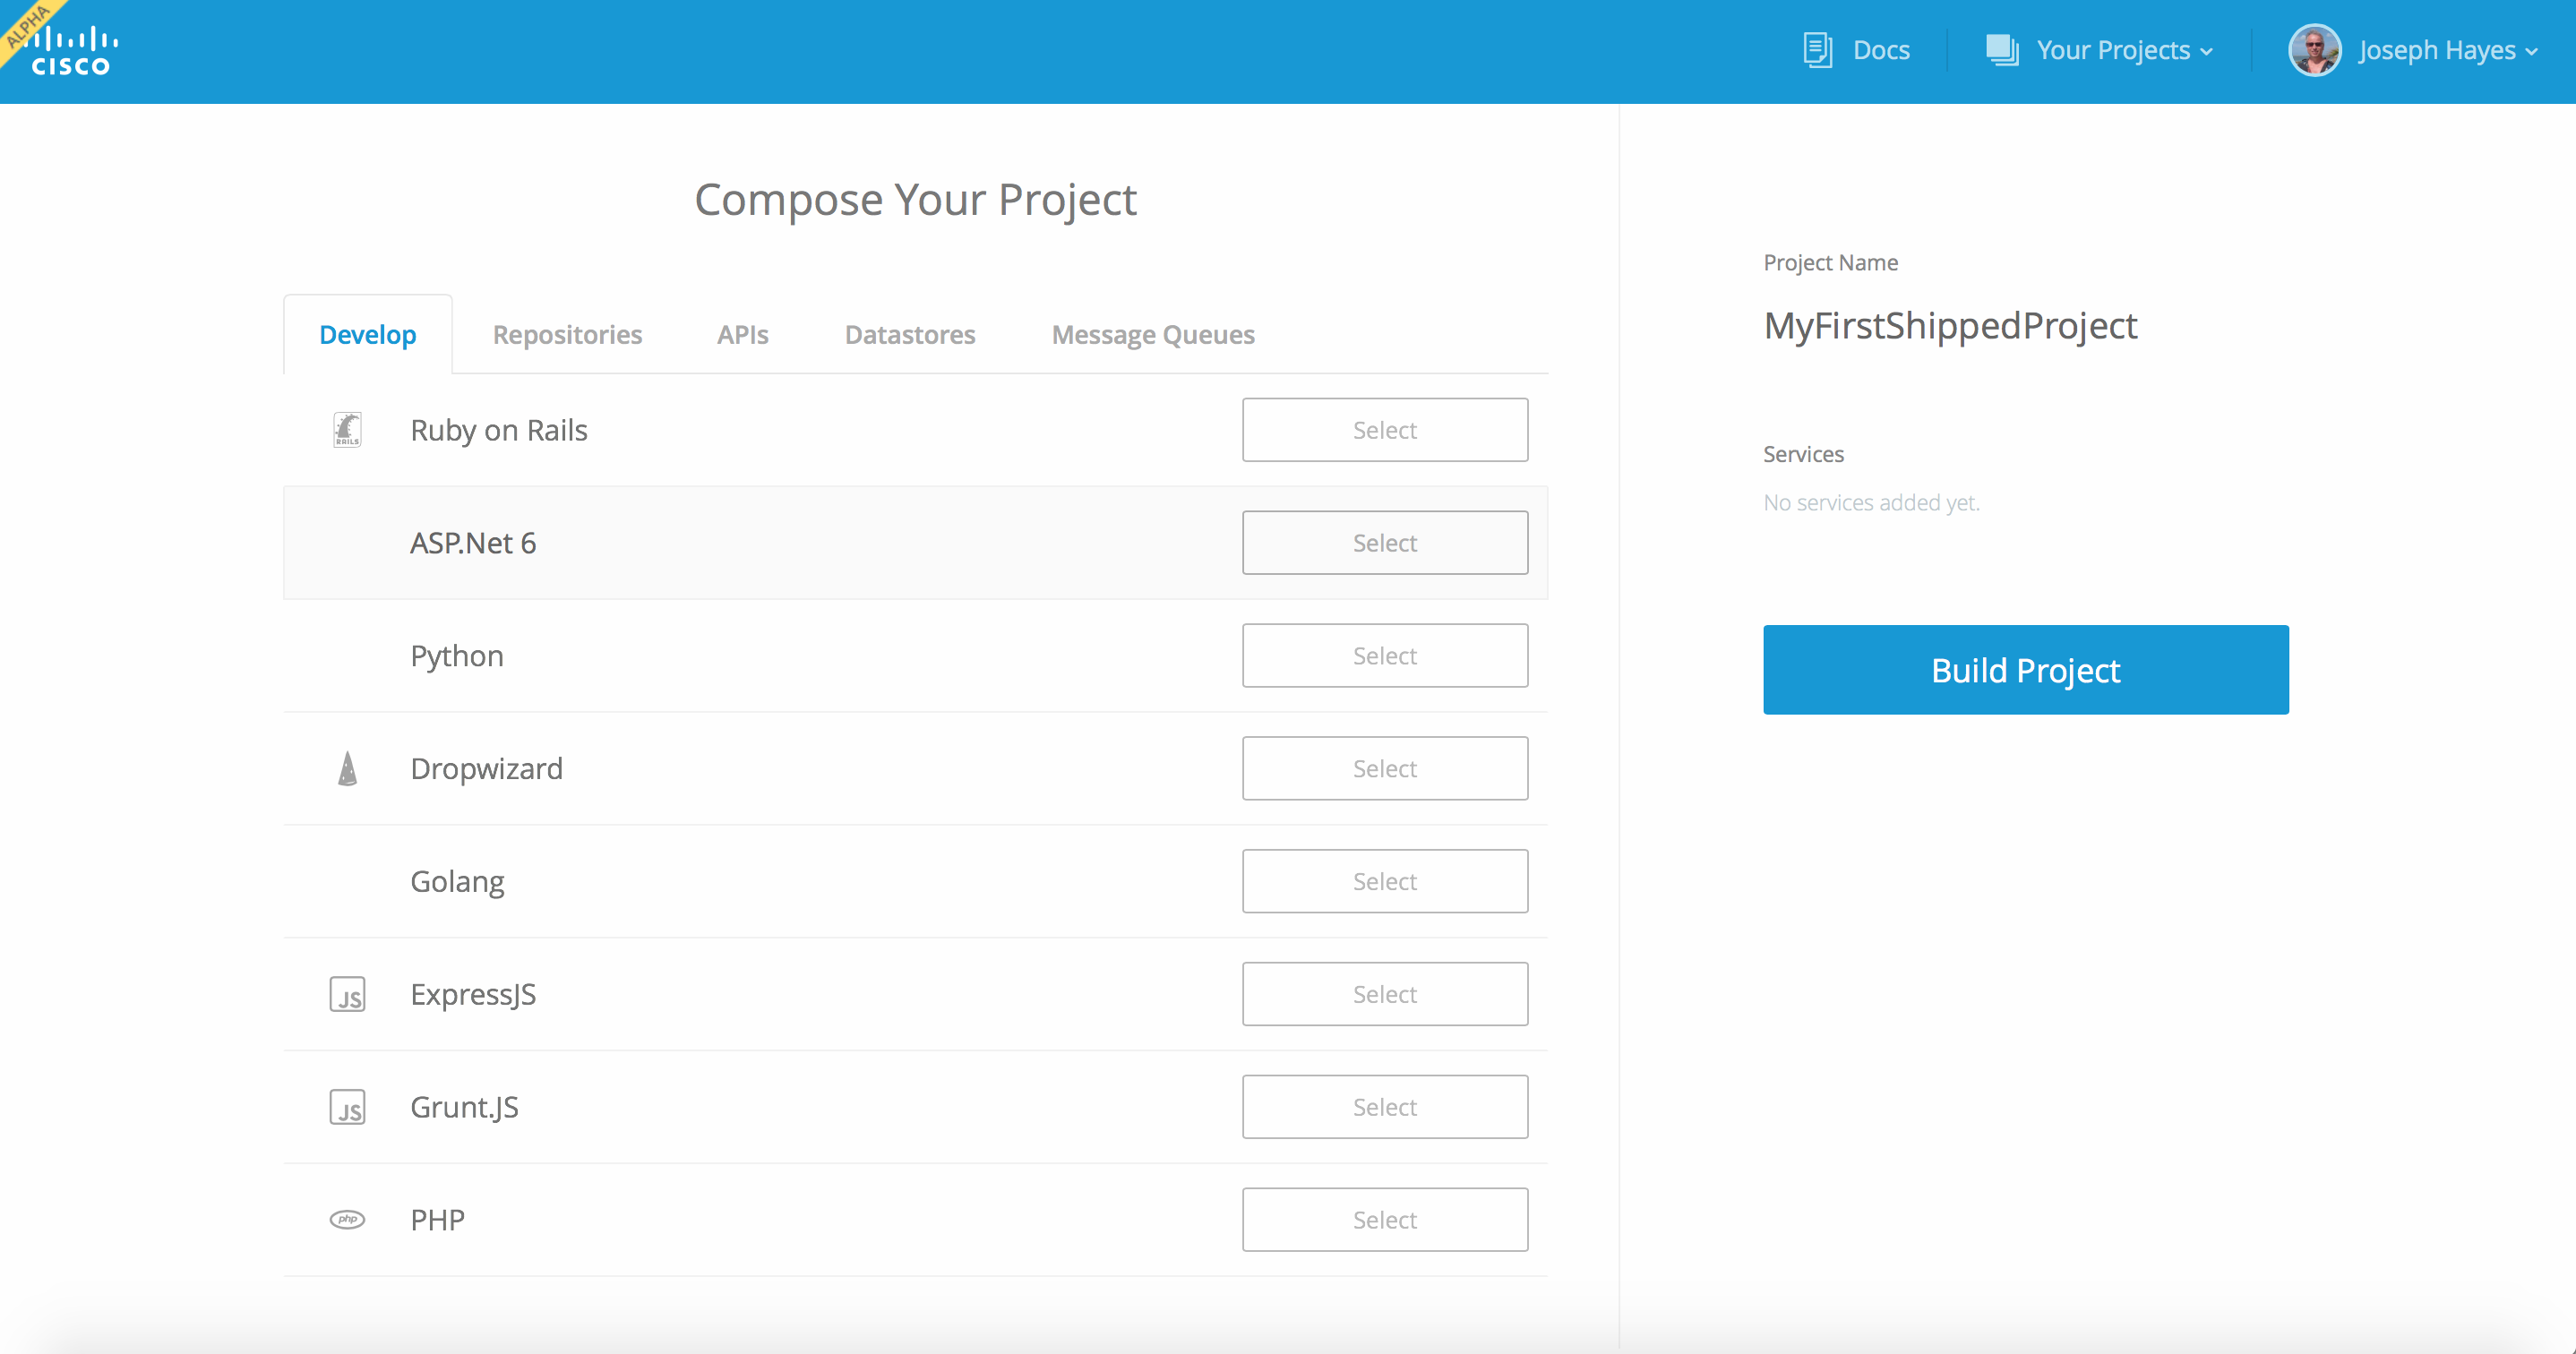 ALPHA
CISCO
Docs
Your Projects
Joseph Hayes
Compose Your Project
Develop
Repositories
APIs
Datastores
Message Queues
RAILS
Ruby on Rails
Select
ASP.Net 6
Select
Python
Select
Dropwizard
Select
Golang
Select
JS
ExpressJS
Select
JS
Grunt.JS
Select
php
PHP
Select
Project Name
MyFirstShippedProject
Services
No services added yet.
Build Project